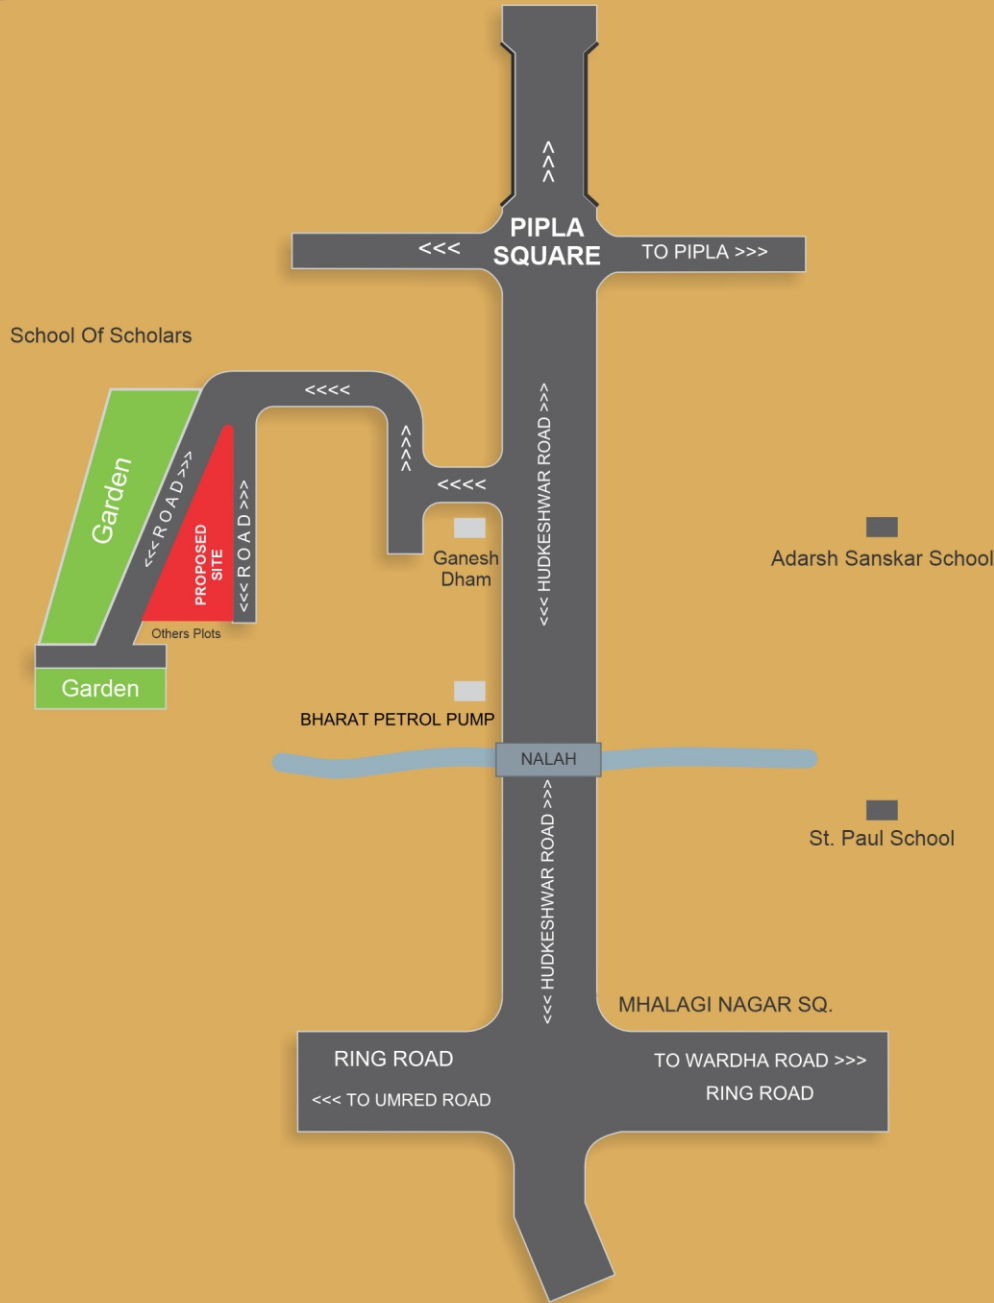 >>>
PIPLA
SQUARE
<<<
TO PIPLA >>>
School Of Scholars
<<<<
>>>>
<<<<
<<< HUDKESHWAR ROAD >>>
Garden
<<< ROAD >>>
PROPOSED
SITE
<<< ROAD >>>
Others Plots
Garden
Ganesh
Dham
Adarsh Sanskar School
BHARAT PETROL PUMP
NALAH
<<< HUDKESHWAR ROAD >>>
St. Paul School
MHALAGI NAGAR SQ.
RING ROAD
<<< TO UMRED ROAD
TO WARDHA ROAD >>>
RING ROAD